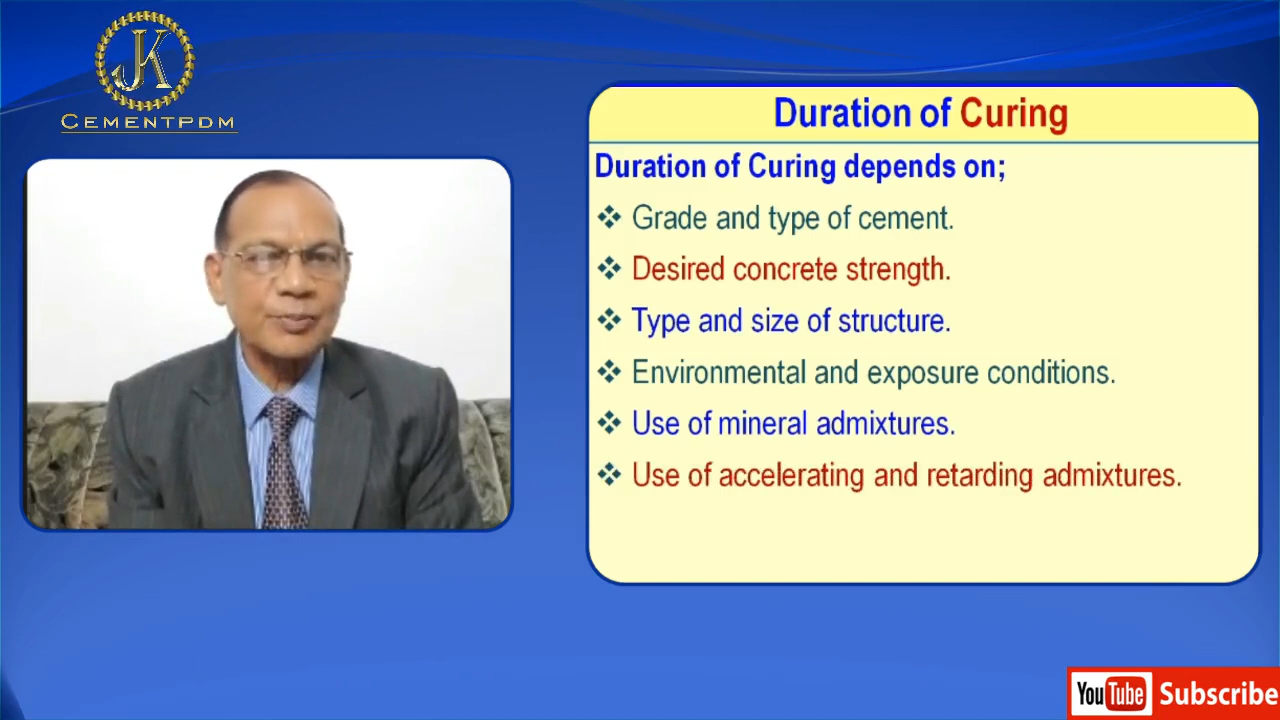 JK
CEMENTPDM
Duration of Curing
Duration of Curing depends on;
❖ Grade and type of cement.
❖ Desired concrete strength.
❖ Type and size of structure.
❖ Environmental and exposure conditions.
❖ Use of mineral admixtures.
❖ Use of accelerating and retarding admixtures.
YouTube Subscribe